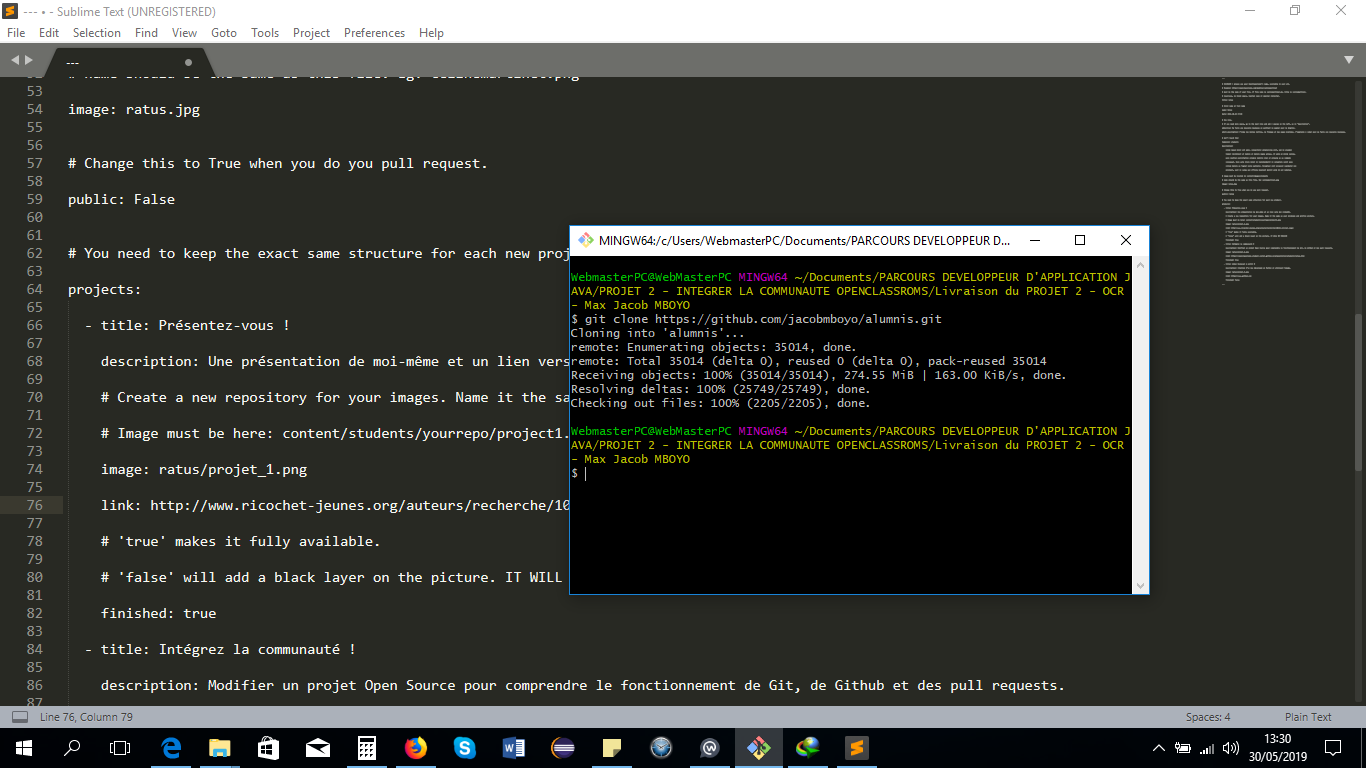 --- • - Sublime Text (UNREGISTERED)
File Edit Selection Find View Goto Tools Project Preferences Help
---
53
54 image: ratus.jpg
55
56
57 # Change this to True when you do you pull request.
58
59 public: False
60
61
62 # You need to keep the exact same structure for each new proj
63
64 projects:
65
66 - title: Présentez-vous !
67
68 description: Une présentation de moi-même et un lien vers
69
70 # Create a new repository for your images. Name it the sa
71
72 # Image must be here: content/students/yourrepo/project1.
73
74 image: ratus/projet_1.png
75
76 link: http://www.ricochet-jeunes.org/auteurs/recherche/10
77
78 # 'true' makes it fully available.
79
80 # 'false' will add a black layer on the picture. IT WILL
81
82 finished: true
83
84 - title: Intégrez la communauté !
85
86 description: Modifier un projet Open Source pour comprendre le fonctionnement de Git, de Github et des pull requests.
87
MINGW64:/c/Users/WebmasterPC/Documents/PARCOURS DEVELOPPEUR D...
WebmasterPC@WebMasterPC MINGW64 ~/Documents/PARCOURS DEVELOPPEUR D'APPLICATION J
AVA/PROJET 2 - INTEGRER LA COMMUNAUTE OPENCLASSROMS/Livraison du PROJET 2 - OCR
- Max Jacob MBOYO
$ git clone https://github.com/jacobmboyo/alumnis.git
Cloning into 'alumnis'...
remote: Enumerating objects: 35014, done.
remote: Total 35014 (delta 0), reused 0 (delta 0), pack-reused 35014
Receiving objects: 100% (35014/35014), 274.55 MiB | 163.00 KiB/s, done.
Resolving deltas: 100% (25749/25749), done.
Checking out files: 100% (2205/2205), done.
WebmasterPC@WebMasterPC MINGW64 ~/Documents/PARCOURS DEVELOPPEUR D'APPLICATION J
AVA/PROJET 2 - INTEGRER LA COMMUNAUTE OPENCLASSROMS/Livraison du PROJET 2 - OCR
- Max Jacob MBOYO
$
Line 76, Column 79 Spaces: 4 Plain Text
13:30
30/05/2019